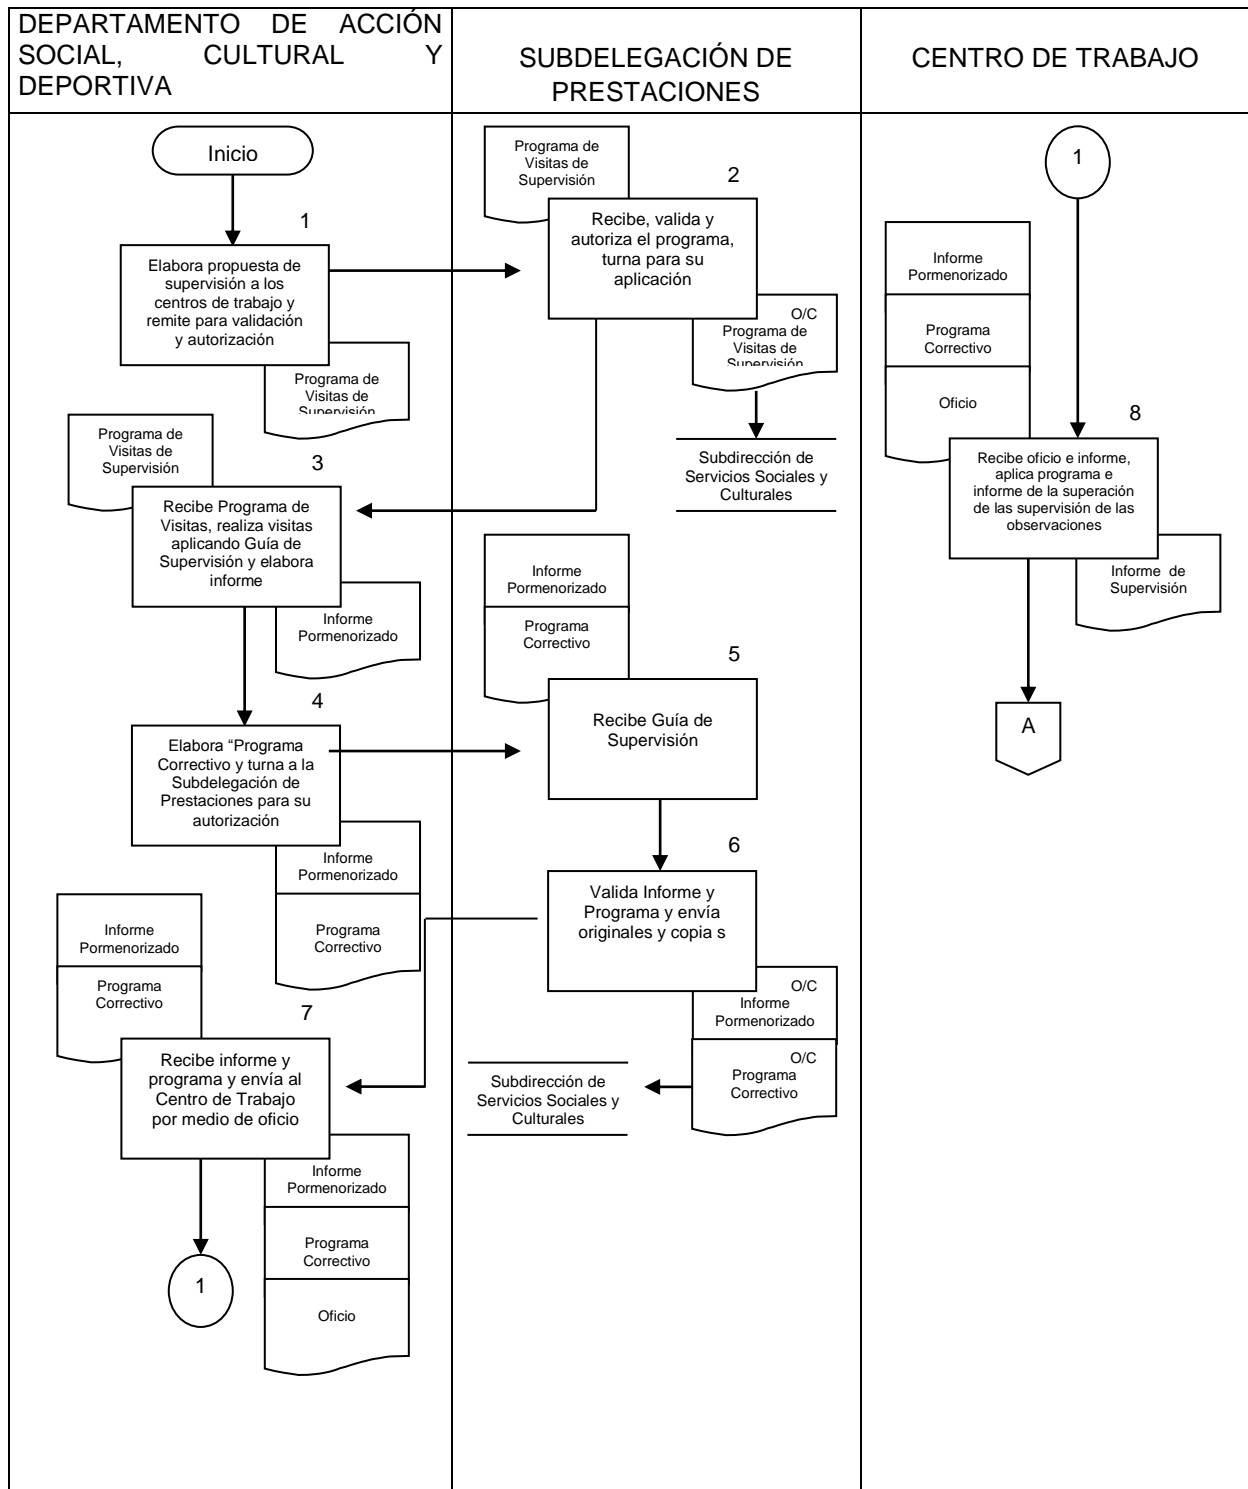 DEPARTAMENTO DE ACCIÓN
SOCIAL, CULTURAL Y
DEPORTIVA
SUBDELEGACIÓN DE
PRESTACIONES
CENTRO DE TRABAJO
Inicio
1
Elabora propuesta de
supervisión a los
centros de trabajo y
remite para validación
y autorización
Programa de
Visitas de
Supervisión
Programa de
Visitas de
Supervisión
2
Recibe, valida y
autoriza el programa,
turna para su
aplicación
O/C
Programa de
Visitas de
Supervisión
Subdirección de
Servicios Sociales y
Culturales
Programa de
Visitas de
Supervisión
3
Recibe Programa de
Visitas, realiza visitas
aplicando Guía de
Supervisión y elabora
informe
Informe
Pormenorizado
4
Elabora “Programa
Correctivo y turna a la
Subdelegación de
Prestaciones para su
autorización
Informe
Pormenorizado
Programa
Correctivo
Informe
Pormenorizado
Programa
Correctivo
5
Recibe Guía de
Supervisión
6
Valida Informe y
Programa y envía
originales y copia s
O/C
Informe
Pormenorizado
O/C
Programa
Correctivo
Subdirección de
Servicios Sociales y
Culturales
Informe
Pormenorizado
Programa
Correctivo
7
Recibe informe y
programa y envía al
Centro de Trabajo
por medio de oficio
Informe
Pormenorizado
Programa
Correctivo
Oficio
1
1
Informe
Pormenorizado
Programa
Correctivo
Oficio
8
Recibe oficio e informe,
aplica programa e
informe de la superación
de las supervisión de las
observaciones
Informe de
Supervisión
A